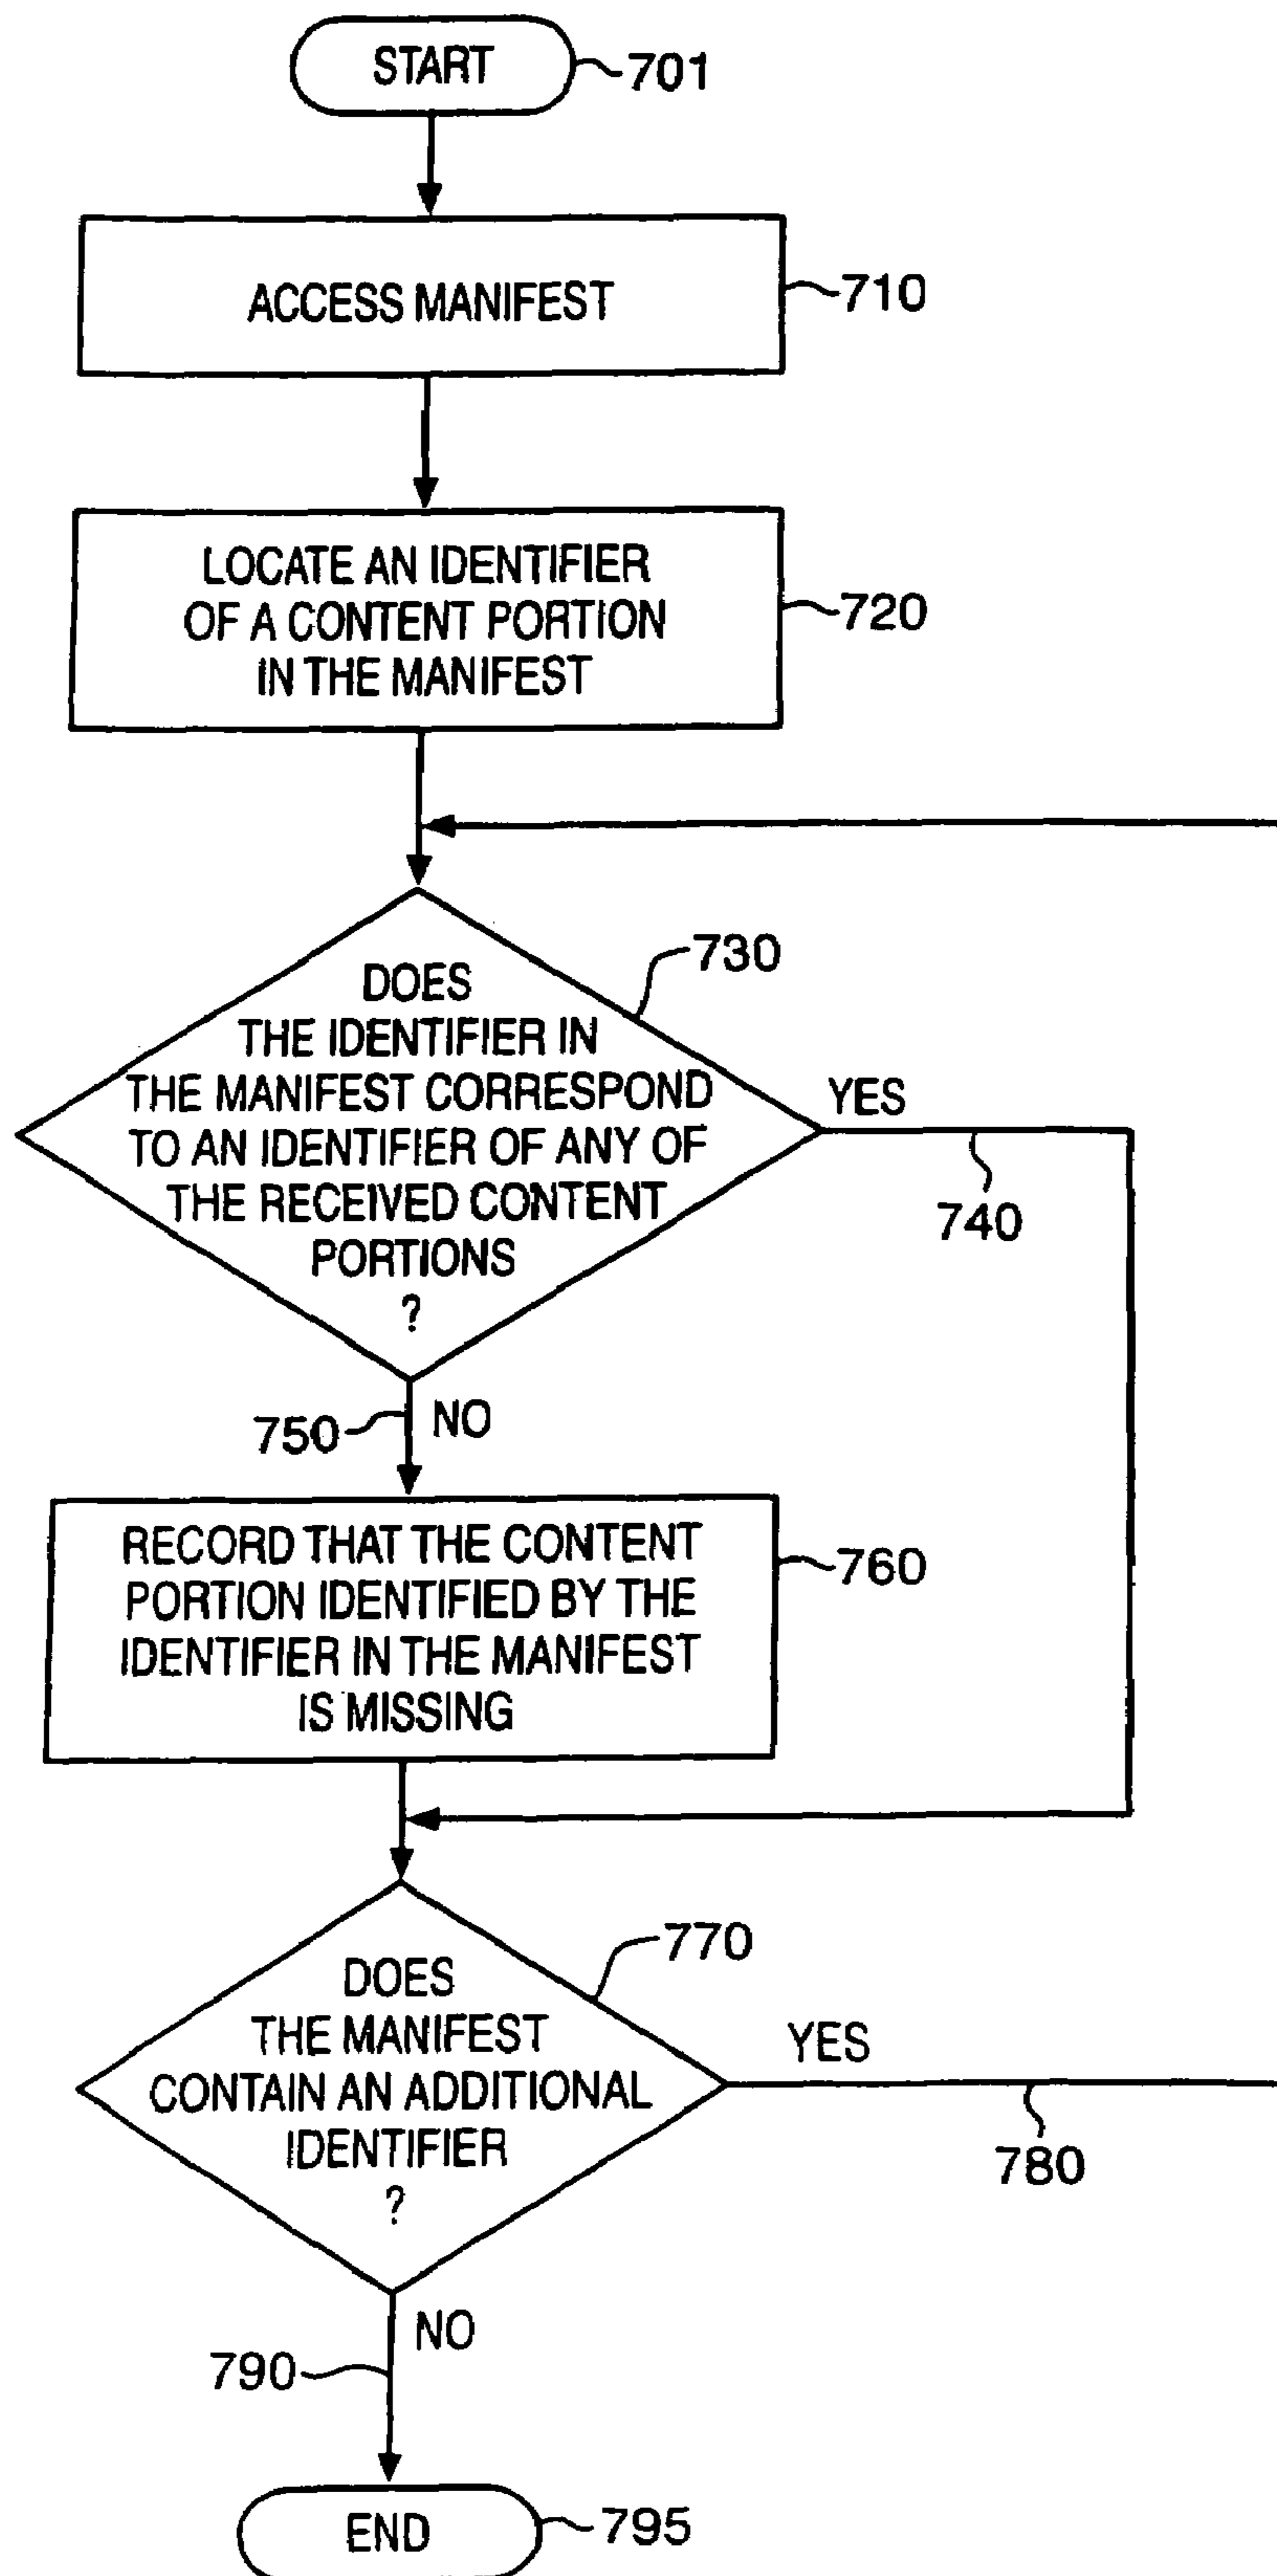 START
701
ACCESS MANIFEST
710
LOCATE AN IDENTIFIER
OF A CONTENT PORTION
IN THE MANIFEST
720
730
DOES
THE IDENTIFIER IN
THE MANIFEST CORRESPOND
TO AN IDENTIFIER OF ANY OF
THE RECEIVED CONTENT
PORTIONS
?
YES
740
750
NO
RECORD THAT THE CONTENT
PORTION IDENTIFIED BY THE
IDENTIFIER IN THE MANIFEST
IS MISSING
760
770
DOES
THE MANIFEST
CONTAIN AN ADDITIONAL
IDENTIFIER
?
YES
780
NO
790
END
795